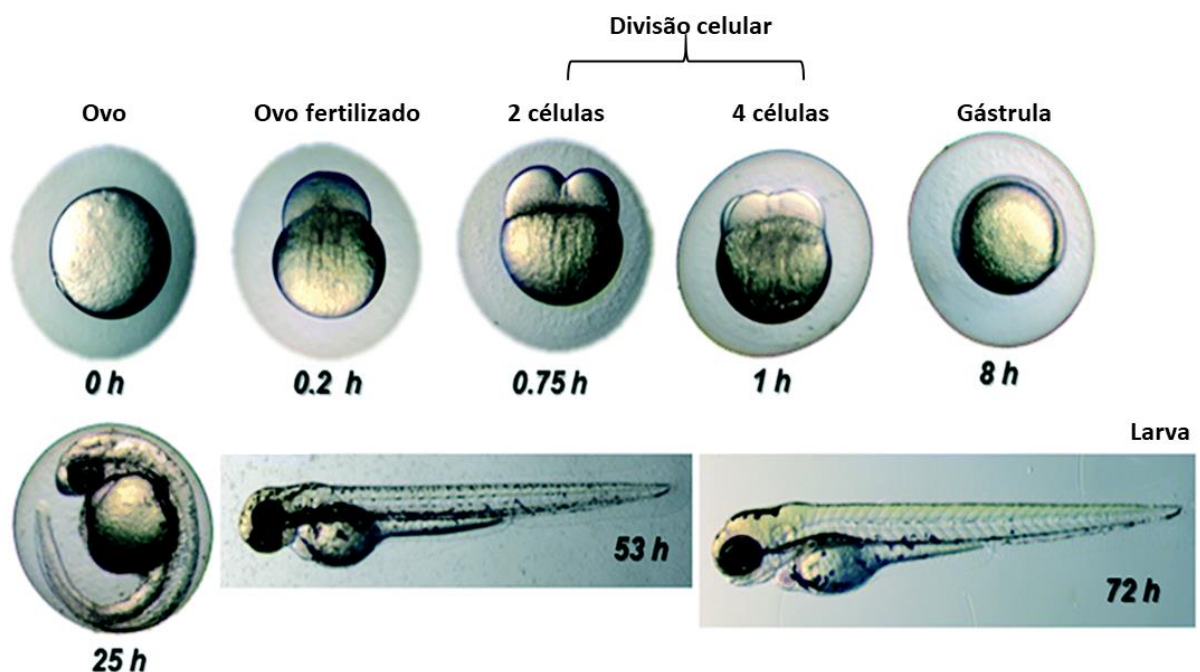 Divisão celular
Ovo
Ovo fertilizado
2 células
4 células
Gástrula
0 h
0.2 h
0.75 h
1 h
8 h
Larva
25 h
53 h
72 h